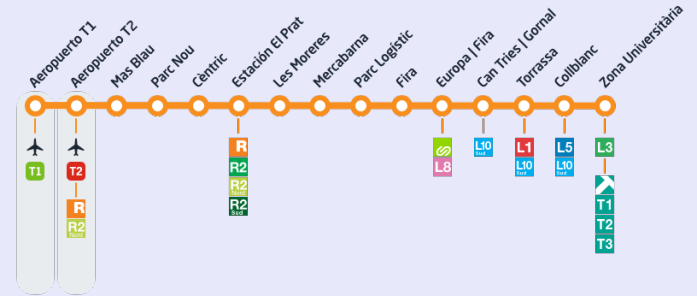 Aeropuerto T1
Aeropuerto T2
Mas Blau
Parc Nou
Cèntric
Estación El Prat
Les Moreres
Mercabarna
Parc Logístic
Fira
Europa | Fira
Can Tries | Gornal
Torrassa
Collblanc
Zona Universitària
T1
T2
R
R2
Nord
R
R2
R2
Nord
R2
Sud
L8
L10
Sud
L1
L10
Sud
L5
L10
Sud
L3
T1
T2
T3